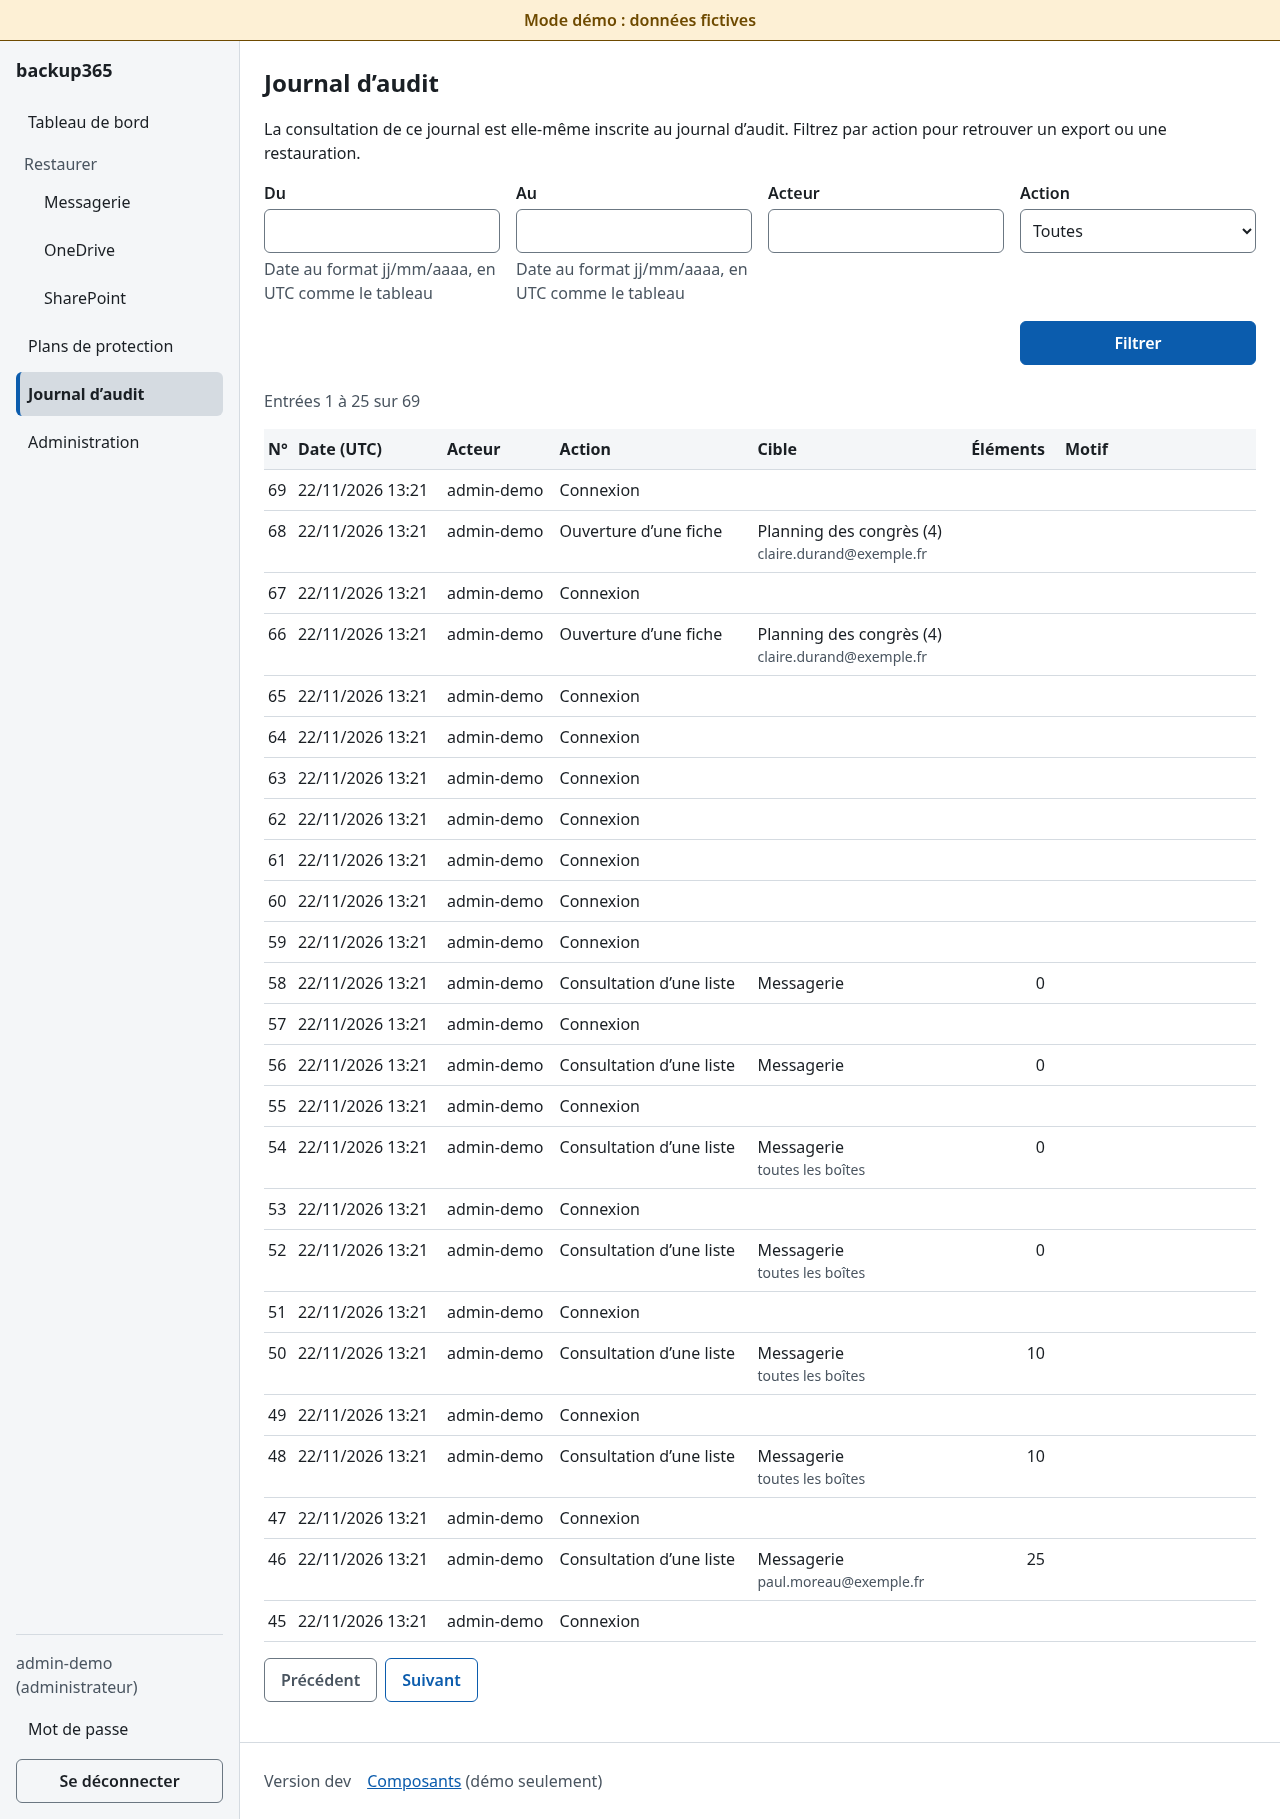 Mode démo : données fictives
backup365
Tableau de bord
Restaurer
Messagerie
OneDrive
SharePoint
Plans de protection
Journal d’audit
Administration
admin-demo
(administrateur)
Mot de passe
Se déconnecter
Journal d’audit
La consultation de ce journal est elle-même inscrite au journal d’audit. Filtrez par action pour retrouver un export ou une
restauration.
Du Au Acteur Action
Toutes
Date au format jj/mm/aaaa, en Date au format jj/mm/aaaa, en
UTC comme le tableau UTC comme le tableau
Filtrer
Entrées 1 à 25 sur 69
N° Date (UTC) Acteur Action Cible Éléments Motif
69 22/11/2026 13:21 admin-demo Connexion
68 22/11/2026 13:21 admin-demo Ouverture d’une fiche Planning des congrès (4)
claire.durand@exemple.fr
67 22/11/2026 13:21 admin-demo Connexion
66 22/11/2026 13:21 admin-demo Ouverture d’une fiche Planning des congrès (4)
claire.durand@exemple.fr
65 22/11/2026 13:21 admin-demo Connexion
64 22/11/2026 13:21 admin-demo Connexion
63 22/11/2026 13:21 admin-demo Connexion
62 22/11/2026 13:21 admin-demo Connexion
61 22/11/2026 13:21 admin-demo Connexion
60 22/11/2026 13:21 admin-demo Connexion
59 22/11/2026 13:21 admin-demo Connexion
58 22/11/2026 13:21 admin-demo Consultation d’une liste Messagerie 0
57 22/11/2026 13:21 admin-demo Connexion
56 22/11/2026 13:21 admin-demo Consultation d’une liste Messagerie 0
55 22/11/2026 13:21 admin-demo Connexion
54 22/11/2026 13:21 admin-demo Consultation d’une liste Messagerie 0
toutes les boîtes
53 22/11/2026 13:21 admin-demo Connexion
52 22/11/2026 13:21 admin-demo Consultation d’une liste Messagerie 0
toutes les boîtes
51 22/11/2026 13:21 admin-demo Connexion
50 22/11/2026 13:21 admin-demo Consultation d’une liste Messagerie 10
toutes les boîtes
49 22/11/2026 13:21 admin-demo Connexion
48 22/11/2026 13:21 admin-demo Consultation d’une liste Messagerie 10
toutes les boîtes
47 22/11/2026 13:21 admin-demo Connexion
46 22/11/2026 13:21 admin-demo Consultation d’une liste Messagerie 25
paul.moreau@exemple.fr
45 22/11/2026 13:21 admin-demo Connexion
Précédent Suivant
Version dev Composants (démo seulement)